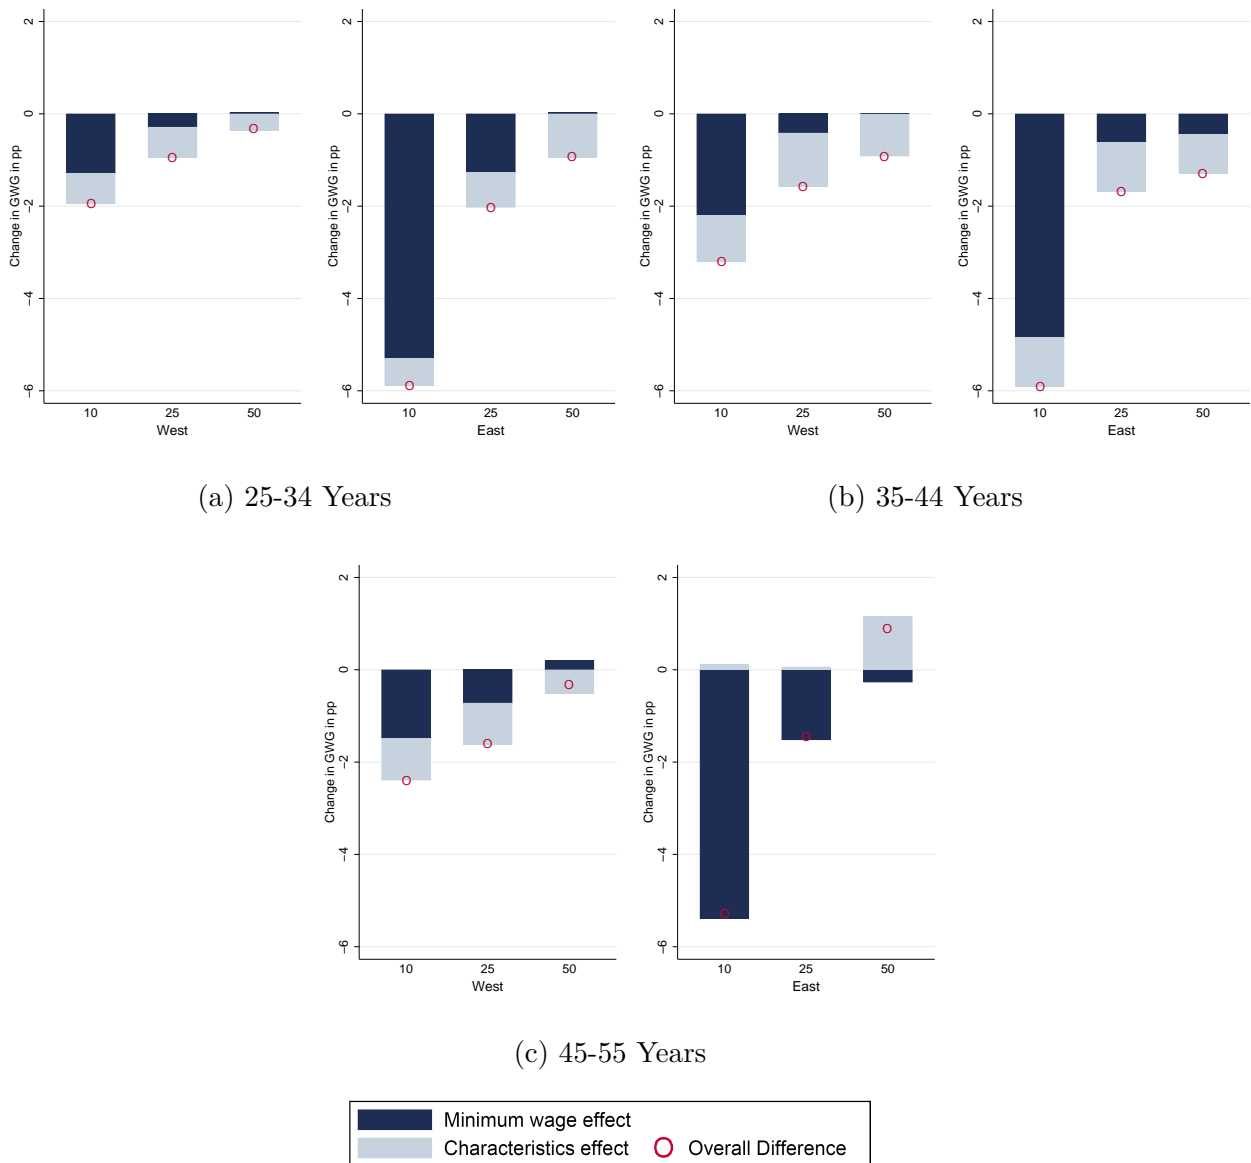 Change in GWG in pp
2
0
−2
−4
−6
10 25 50
West
Change in GWG in pp
2
0
−2
−4
−6
10 25 50
East
(a) 25-34 Years
Change in GWG in pp
2
0
−2
−4
−6
10 25 50
West
Change in GWG in pp
2
0
−2
−4
−6
10 25 50
East
(b) 35-44 Years
Change in GWG in pp
2
0
−2
−4
−6
10 25 50
West
Change in GWG in pp
2
0
−2
−4
−6
10 25 50
East
(c) 45-55 Years
Minimum wage effect
Characteristics effect Overall Difference